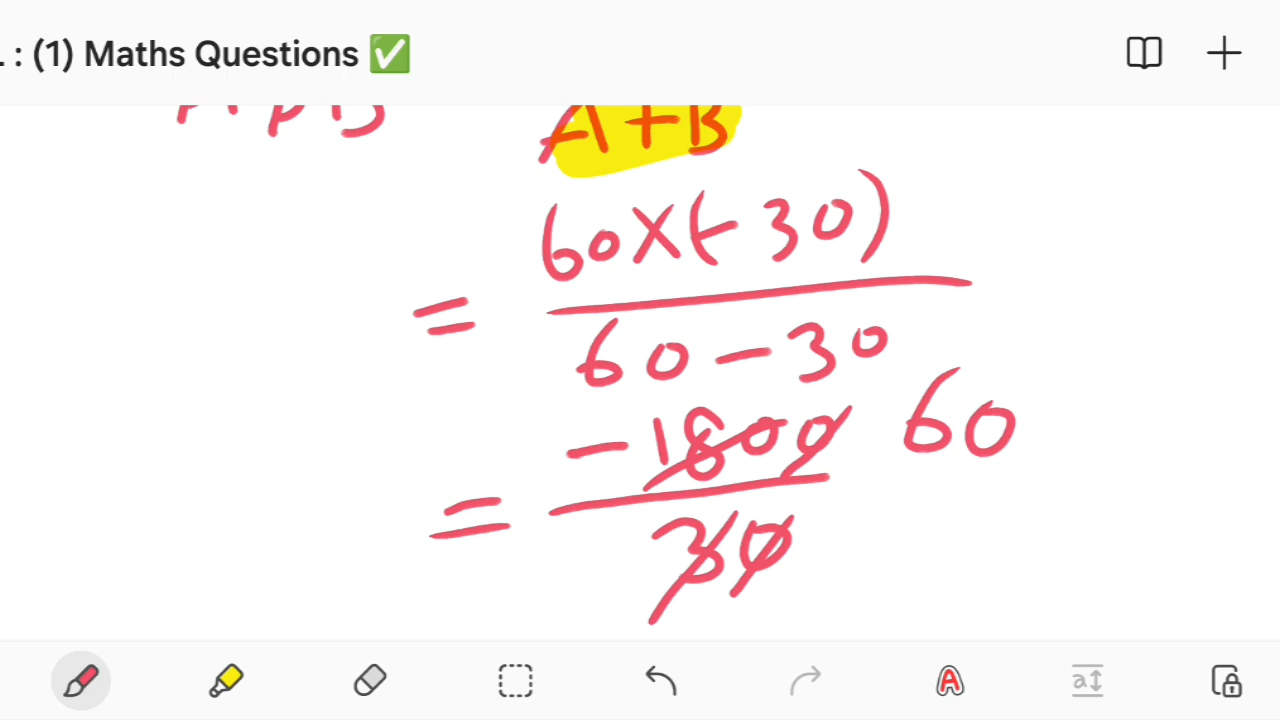 . : (1) Maths Questions ✅
A+B
= 60×(-30)
60-30
= -1800 60
30
A
a